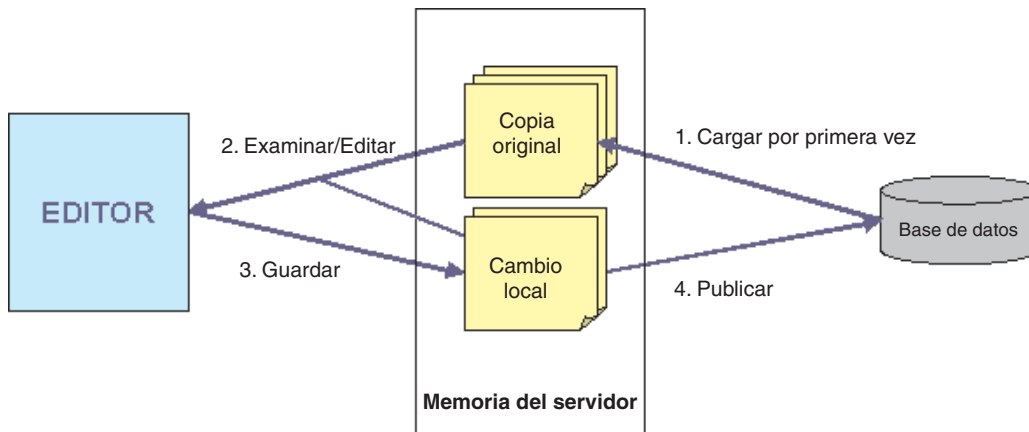 Copia
original
1. Cargar por primera vez
2. Examinar/Editar
EDITOR
Base de datos
3. Guardar
Cambio
local
4. Publicar
Memoria del servidor